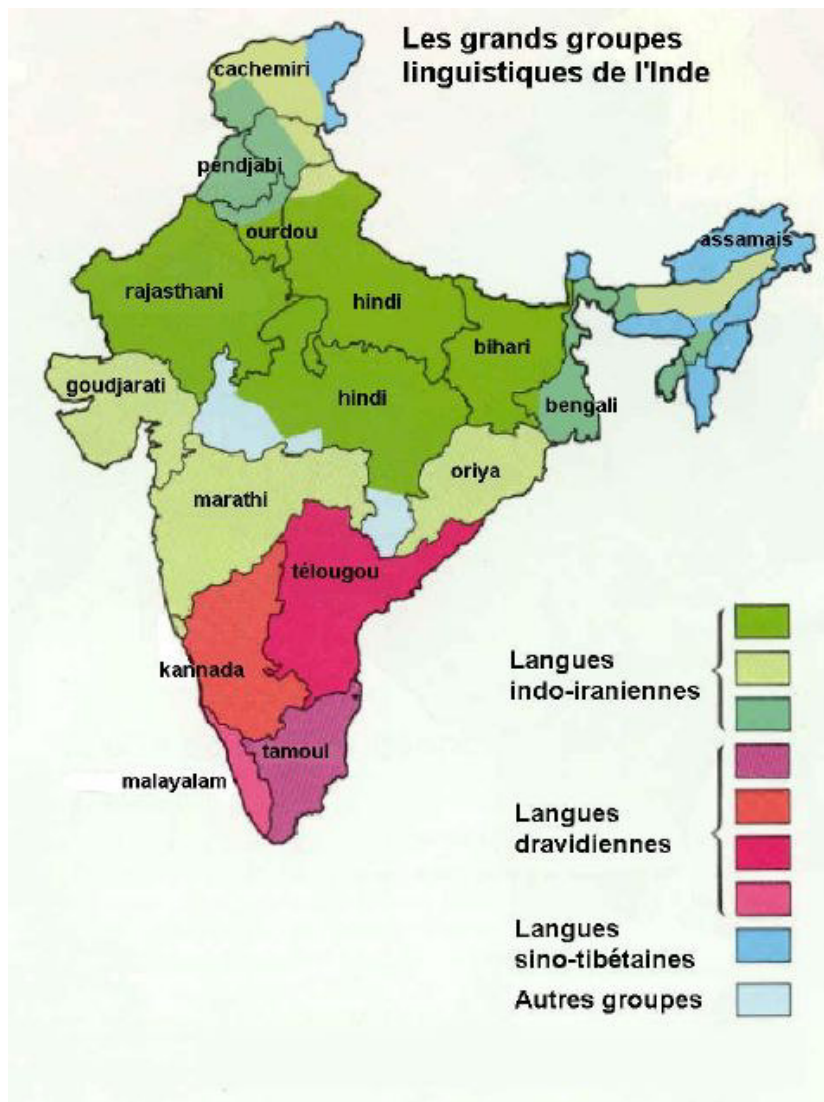 Les grands groupes
linguistiques de l'Inde
cachemiri
pendjabi
ourdou
assamais
rajasthani
hindi
bihari
goudjarati
hindi
bengali
oriya
marathi
télougou
kannada
tamoul
malayalam
Langues
indo-iraniennes
Langues
dravidiennes
Langues
sino-tibétaines
Autres groupes